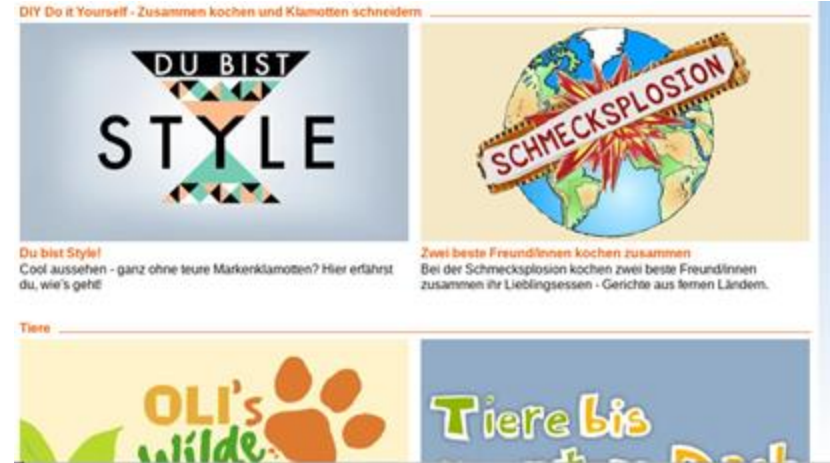 DIY Do it Yourself - Zusammen kochen und Klamotten schneidern
DU BIST
STYLE
SCHMECKSPLOSION
Du bist Style!
Cool aussehen - ganz ohne teure Markenklamotten? Hier erfährst
du, wie's geht!
Zwei beste Freund/innen kochen zusammen
Bei der Schmecksplosion kochen zwei beste Freund/innen
zusammen ihr Lieblingsessen - Gerichte aus fernen Ländern.
Tiere
OLI's
Wilde
Tiere bis
Dach